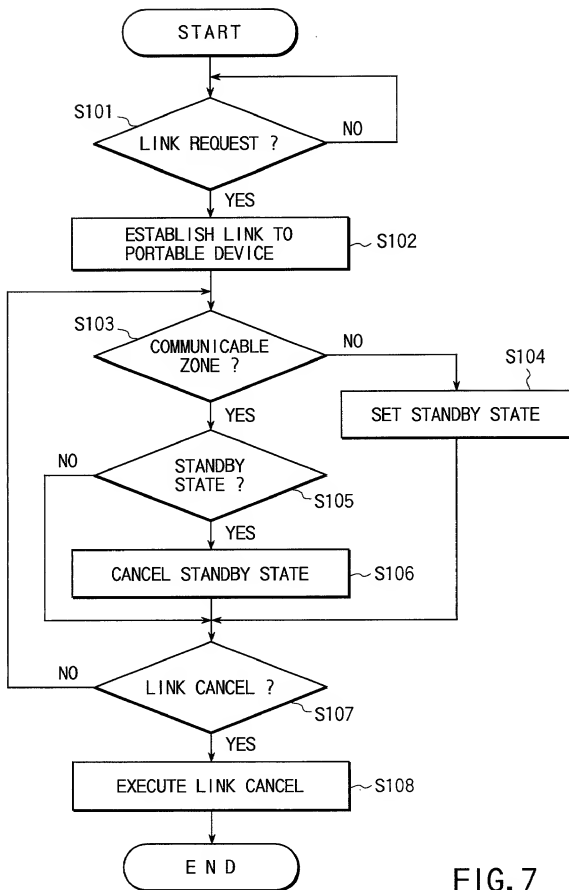 START
S101
LINK REQUEST ?
NO
YES
ESTABLISH LINK TO
PORTABLE DEVICE
S102
S103
COMMUNICABLE
ZONE ?
NO
S104
SET STANDBY STATE
YES
NO
STANDBY
STATE ?
S105
YES
CANCEL STANDBY STATE
S106
NO
LINK CANCEL ?
S107
YES
EXECUTE LINK CANCEL
S108
END
FIG. 7